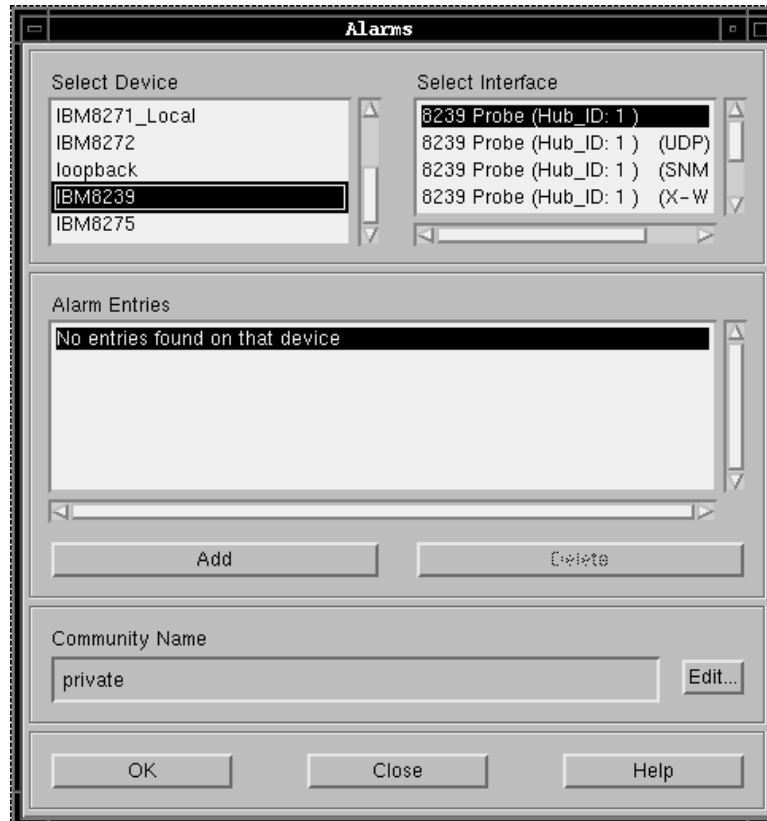 Alarms
Select Device
IBM8271_Local
IBM8272
loopback
IBM8239
IBM8275
Select Interface
8239 Probe (Hub_ID: 1 )
8239 Probe (Hub_ID: 1 ) (UDP)
8239 Probe (Hub_ID: 1 ) (SNM
8239 Probe (Hub_ID: 1 ) (X-W
Alarm Entries
No entries found on that device
Add
Delete
Community Name
private
Edit...
OK
Close
Help